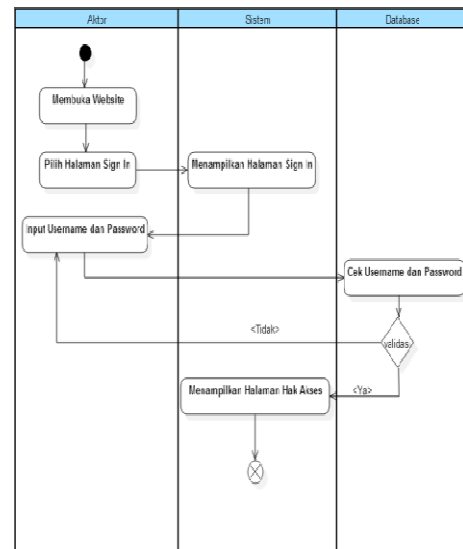 Aktor
Sistem
Database
Membuka Website
Pilih Halaman Sign In
Menampilkan Halaman Sign In
Input Username dan Password
Cek Username dan Password
<Tidak>
validasi
Menampilkan Halaman Hak Akses
<Ya>